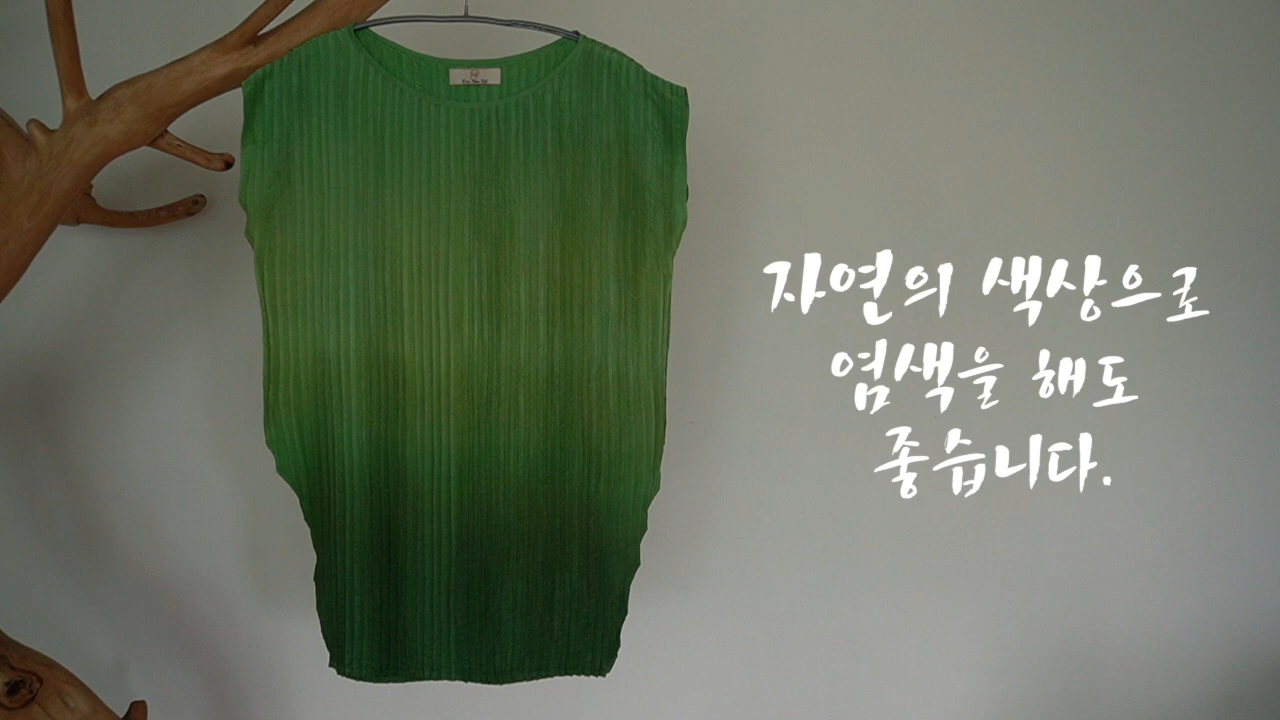 자연의 색상으로
염색을 해도
좋습니다.